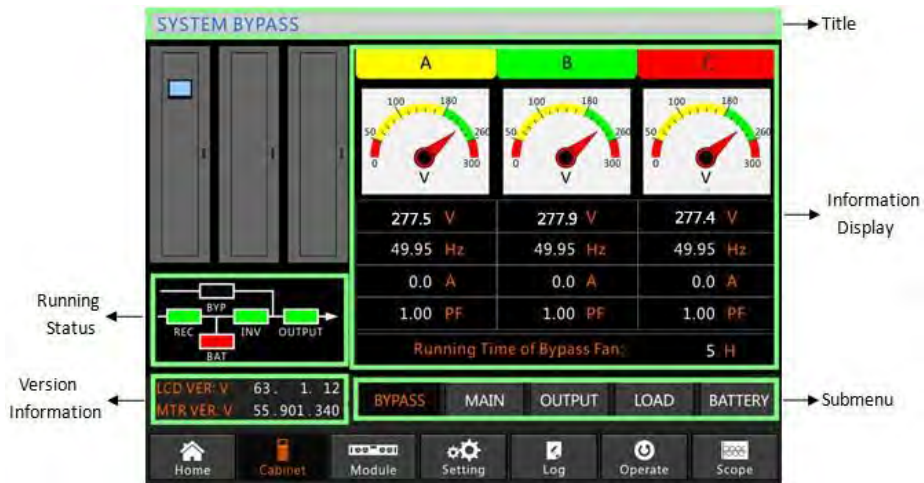 SYSTEM BYPASS
Title
A B C
50 100 180 260
0 300
V
50 100 180 260
0 300
V
50 100 180 260
0 300
V
277.5 V 277.9 V 277.4 V
49.95 Hz 49.95 Hz 49.95 Hz
0.0 A 0.0 A 0.0 A
1.00 PF 1.00 PF 1.00 PF
Running Time of Bypass Fan: 5 H
Information
Display
Running
Status
BYP
REC INV OUTPUT
BAT
Version
Information
LCD VER: V 63. 1. 12
MTR VER: V 55.901.340
BYPASS MAIN OUTPUT LOAD BATTERY
Submenu
Home Cabinet Module Setting Log Operate Scope